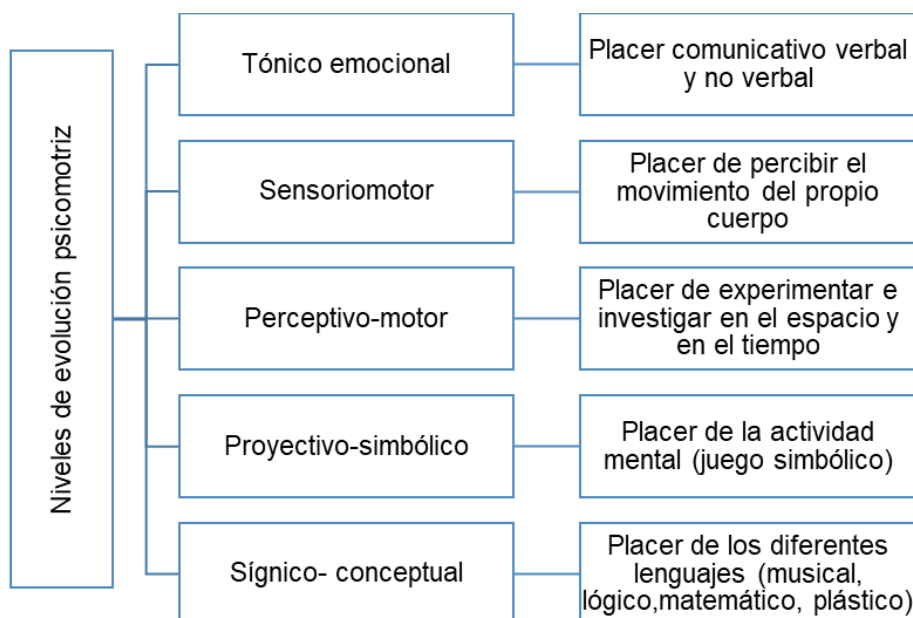 Niveles de evolución psicomotriz
Tónico emocional
Placer comunicativo verbal
y no verbal
Sensoriomotor
Placer de percibir el
movimiento del propio
cuerpo
Perceptivo-motor
Placer de experimentar e
investigar en el espacio y
en el tiempo
Proyectivo-simbólico
Placer de la actividad
mental (juego simbólico)
Sígnico- conceptual
Placer de los diferentes
lenguajes (musical,
lógico,matemático, plástico)